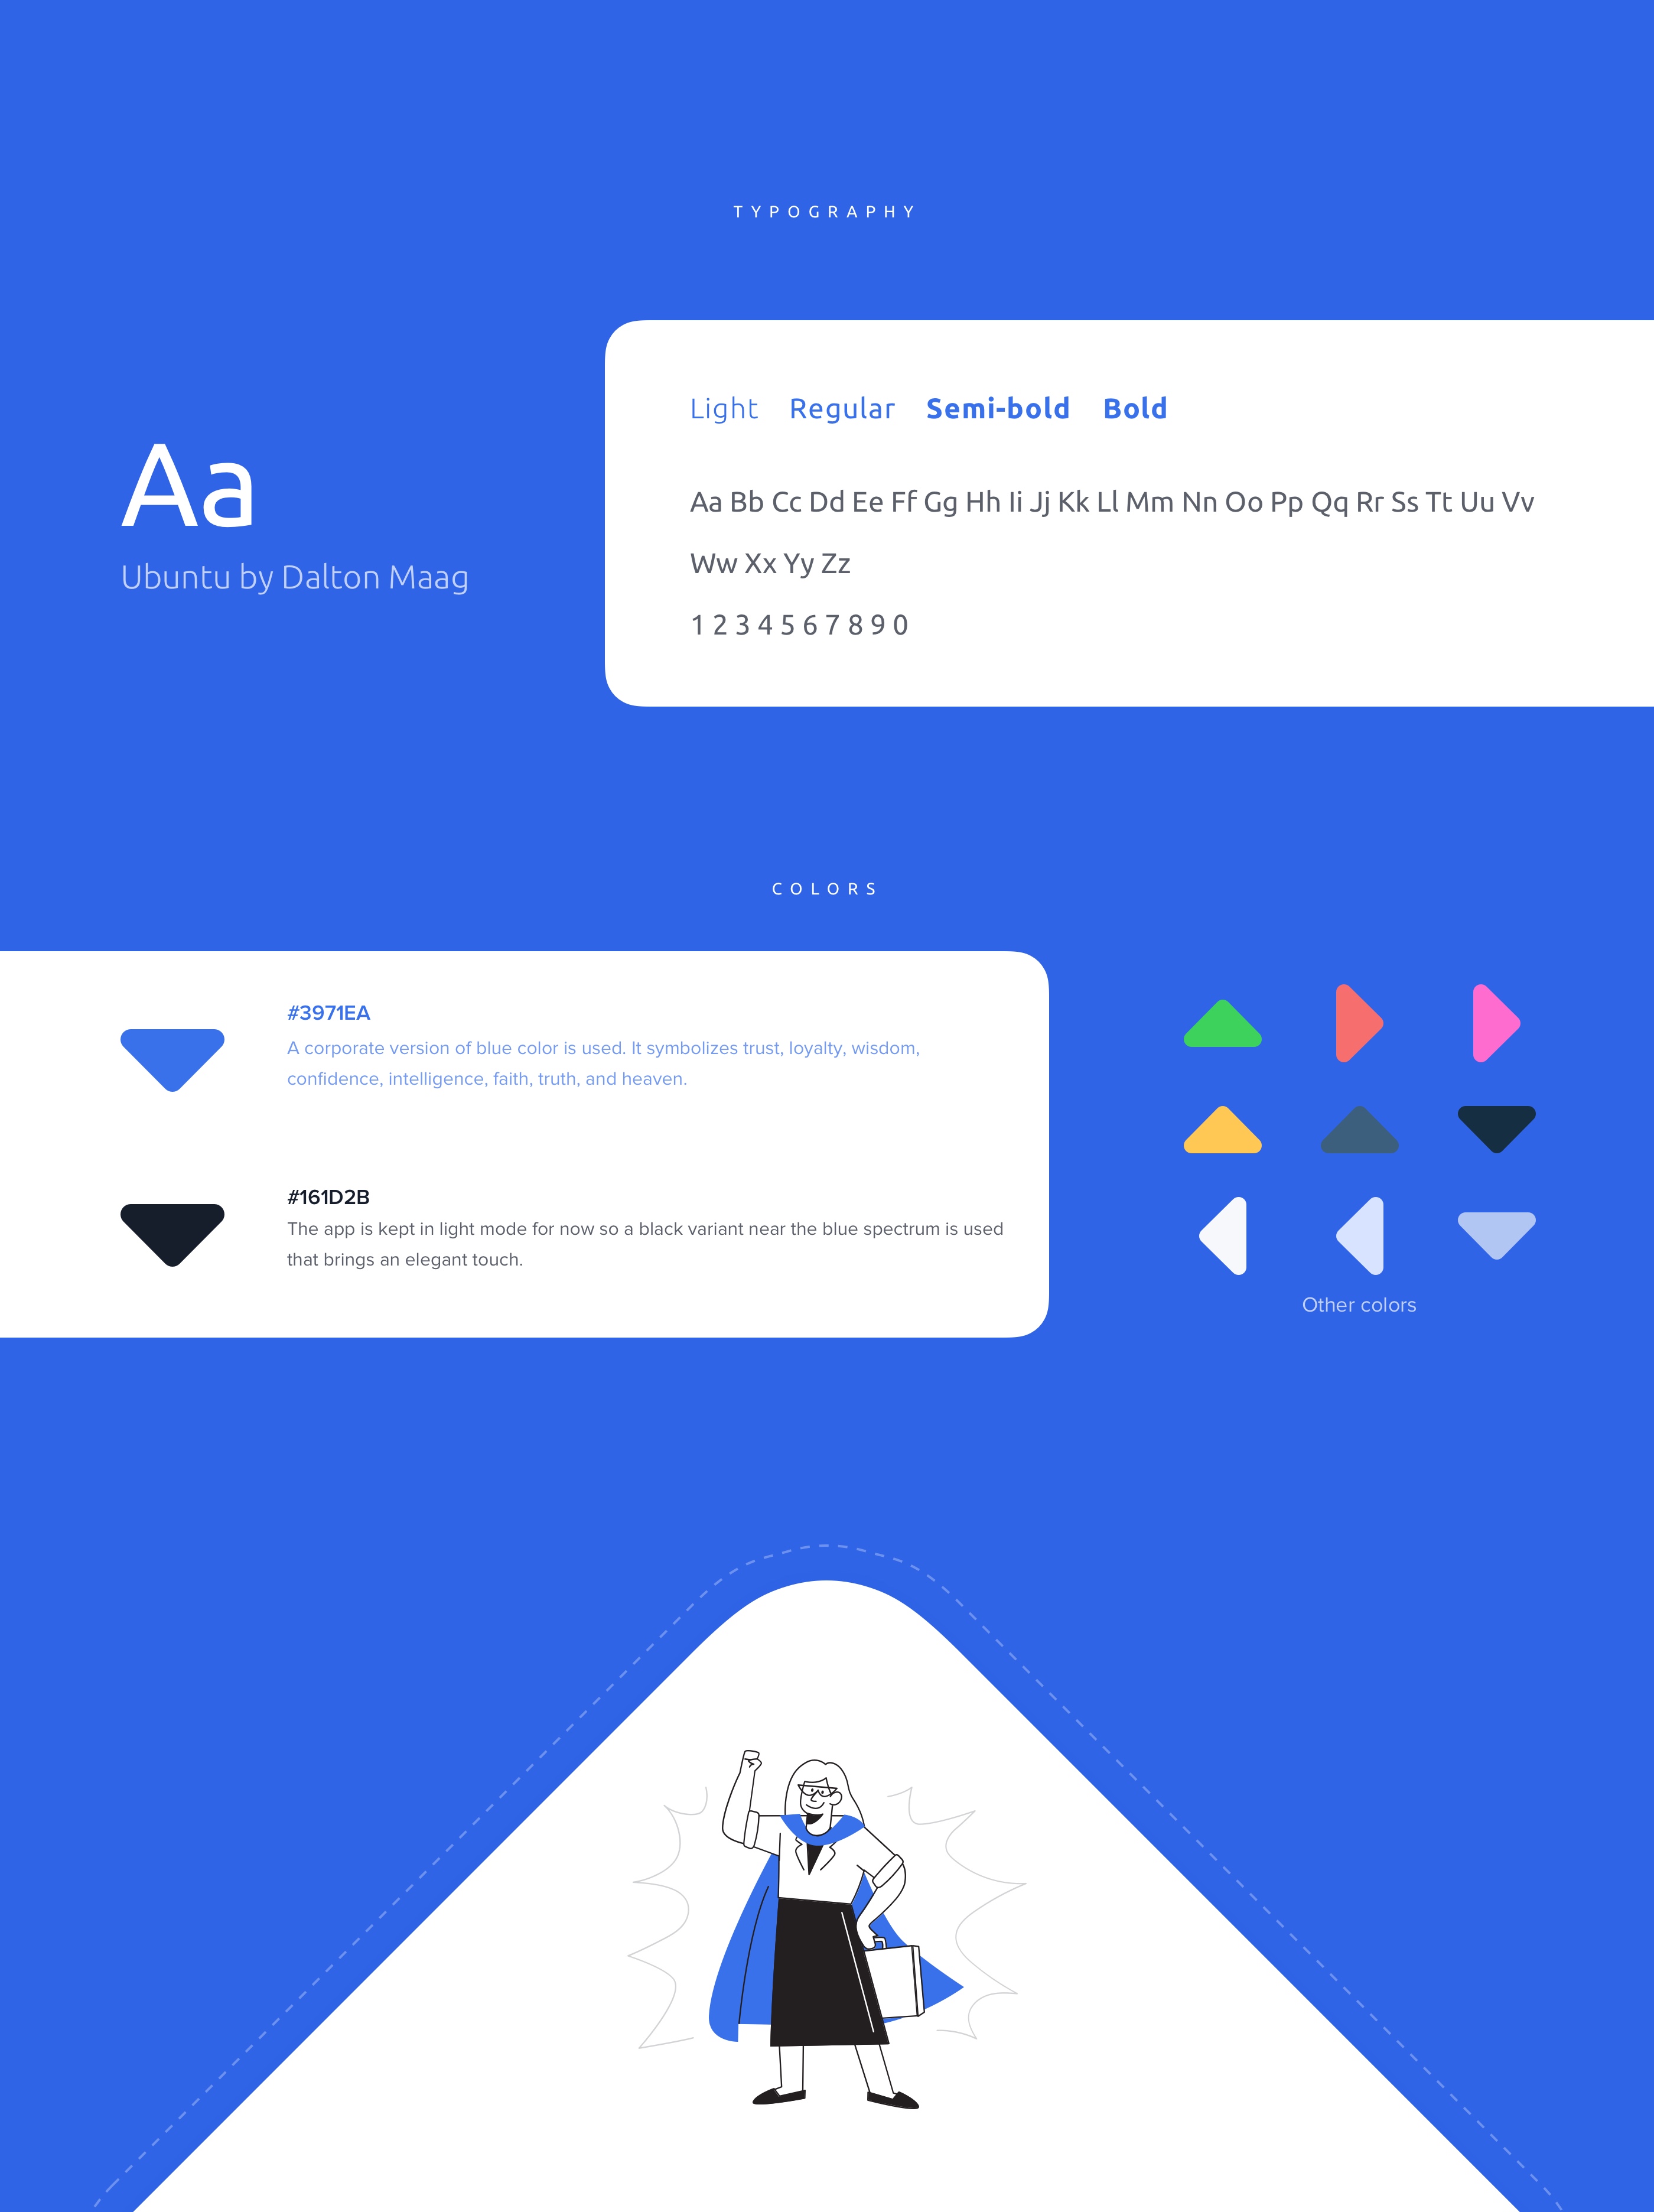 TYPOGRAPHY
Aa
Ubuntu by Dalton Maag
Light Regular Semi-bold Bold
Aa Bb Cc Dd Ee Ff Gg Hh Ii Jj Kk Ll Mm Nn Oo Pp Qq Rr Ss Tt Uu Vv
Ww Xx Yy Zz
1 2 3 4 5 6 7 8 9 0
COLORS
#3971EA
A corporate version of blue color is used. It symbolizes trust, loyalty, wisdom,
confidence, intelligence, faith, truth, and heaven.
#161D2B
The app is kept in light mode for now so a black variant near the blue spectrum is used
that brings an elegant touch.
Other colors